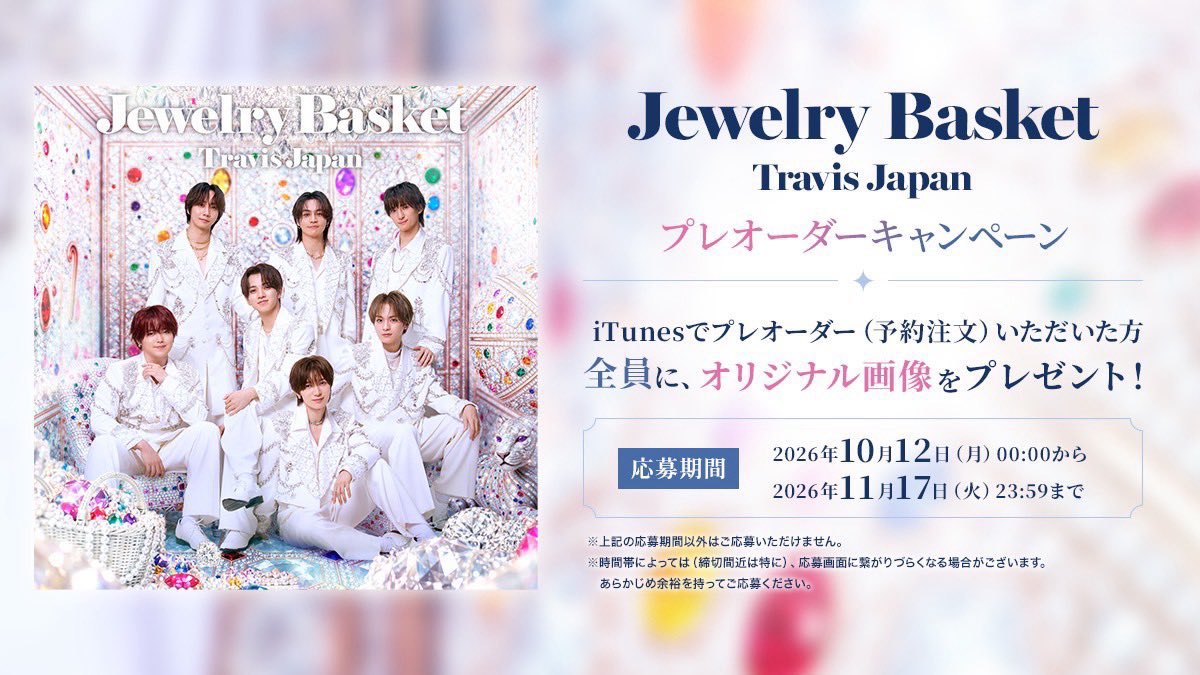 Jewelry Basket
Travis Japan
Jewelry Basket
Travis Japan
プレオーダーキャンペーン
iTunesでプレオーダー（予約注文）いただいた方
全員に、オリジナル画像をプレゼント！
応募期間
2026年10月12日（月）00:00から
2026年11月17日（火）23:59まで
※上記の応募期間以外はご応募いただけません。
※時間帯によっては（締切間近は特に）、応募画面に繋がりづらくなる場合がございます。
あらかじめ余裕を持ってご応募ください。